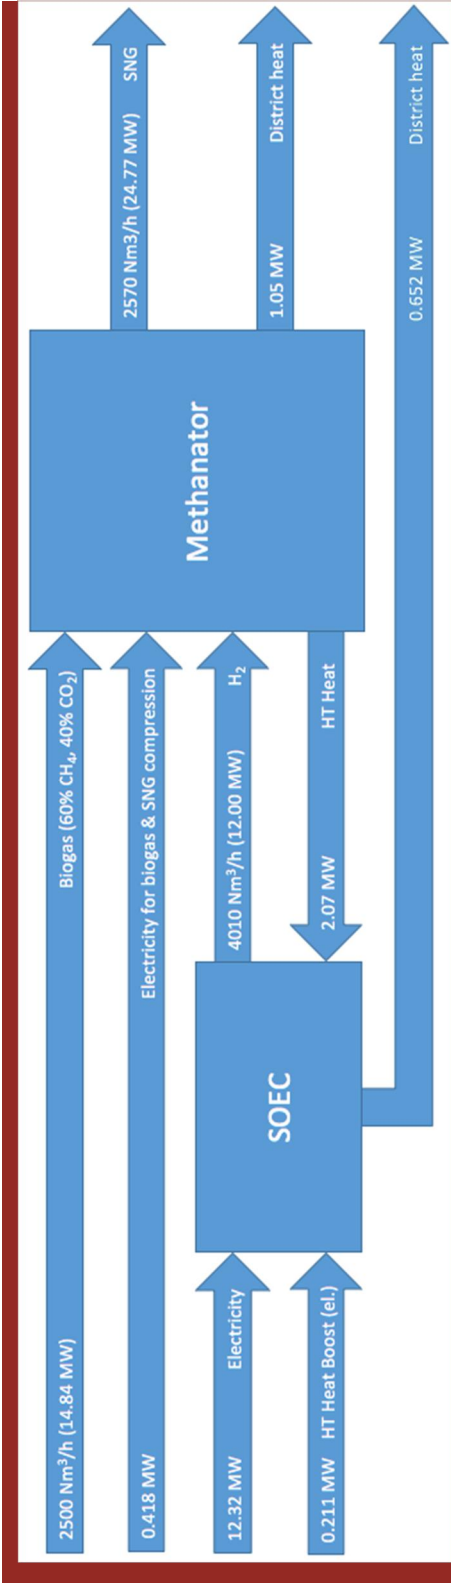 2500 Nm³/h (14.84 MW) Biogas (60% CH₄, 40% CO₂)
0.418 MW Electricity for biogas & SNG compression
12.32 MW Electricity
0.211 MW HT Heat Boost (el.)
SOEC
4010 Nm³/h (12.00 MW) H₂
2.07 MW HT Heat
Methanator
2570 Nm3/h (24.77 MW) SNG
1.05 MW District heat
0.652 MW District heat